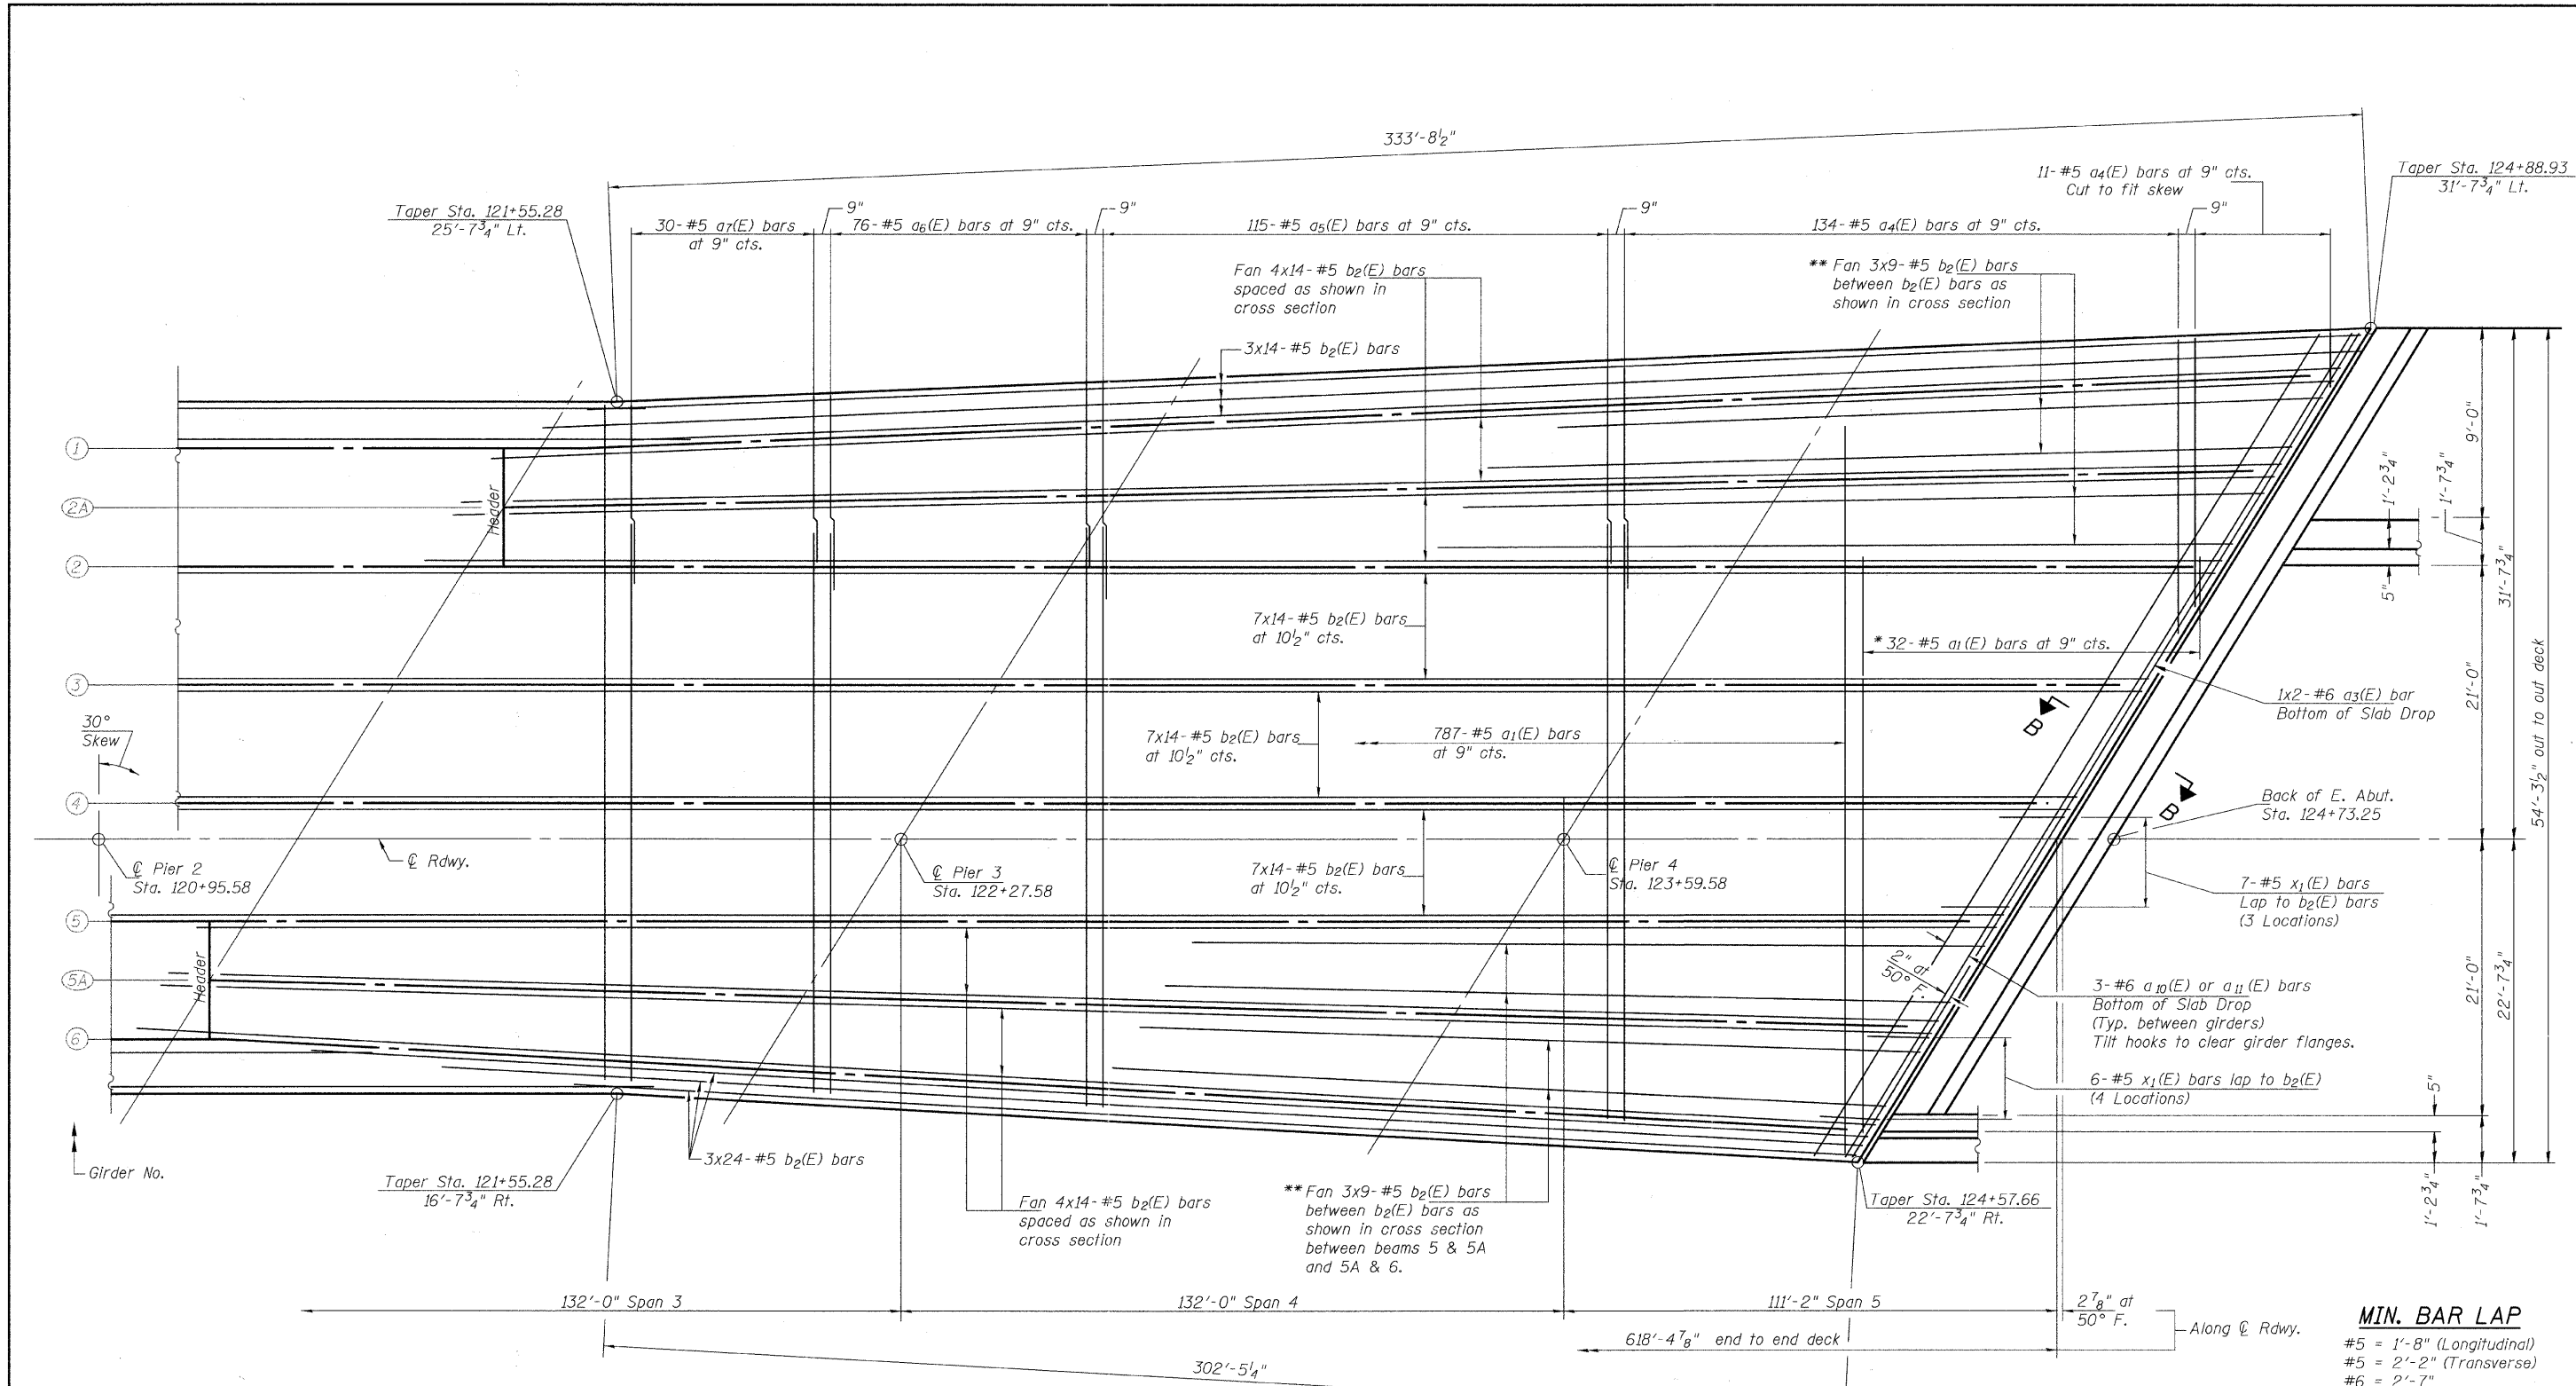 333'-8½"
Taper Sta. 121+55.28
25'-7¾" Lt.
30-#5 a7(E) bars
at 9" cts.
9"
76-#5 a6(E) bars at 9" cts.
9"
115-#5 a5(E) bars at 9" cts.
9"
134-#5 a4(E) bars at 9" cts.
11-#5 a4(E) bars at 9" cts.
Cut to fit skew
9"
Taper Sta. 124+88.93
31'-7¾" Lt.
Fan 4x14-#5 b2(E) bars
spaced as shown in
cross section
** Fan 3x9-#5 b2(E) bars
between b2(E) bars as
shown in cross section
3x14-#5 b2(E) bars
1
2A
2
3
4
5
5A
6
Header
Header
7x14-#5 b2(E) bars
at 10½" cts.
* 32-#5 a1(E) bars at 9" cts.
7x14-#5 b2(E) bars
at 10½" cts.
787-#5 a1(E) bars
at 9" cts.
7x14-#5 b2(E) bars
at 10½" cts.
30°
Skew
℄ Pier 2
Sta. 120+95.58
℄ Rdwy.
℄ Pier 3
Sta. 122+27.58
℄ Pier 4
Sta. 123+59.58
B
B
1x2-#6 a3(E) bar
Bottom of Slab Drop
Back of E. Abut.
Sta. 124+73.25
7-#5 x1(E) bars
Lap to b2(E) bars
(3 Locations)
2" at
50° F.
3-#6 a10(E) or a11(E) bars
Bottom of Slab Drop
(Typ. between girders)
Tilt hooks to clear girder flanges.
6-#5 x1(E) bars lap to b2(E)
(4 Locations)
9'-0"
1'-2¾"
1'-7¾"
5"
31'-7¾"
21'-0"
54'-3½" out to out deck
21'-0"
22'-7¾"
5"
1'-2¾"
1'-7¾"
Girder No.
Taper Sta. 121+55.28
16'-7¾" Rt.
3x24-#5 b2(E) bars
Fan 4x14-#5 b2(E) bars
spaced as shown in
cross section
** Fan 3x9-#5 b2(E) bars
between b2(E) bars as
shown in cross section
between beams 5 & 5A
and 5A & 6.
Taper Sta. 124+57.66
22'-7¾" Rt.
132'-0" Span 3
132'-0" Span 4
111'-2" Span 5
2⅞" at
50° F.
618'-4⅞" end to end deck
Along ℄ Rdwy.
302'-5¼"
MIN. BAR LAP
#5 = 1'-8" (Longitudinal)
#5 = 2'-2" (Transverse)
#6 = 2'-7"